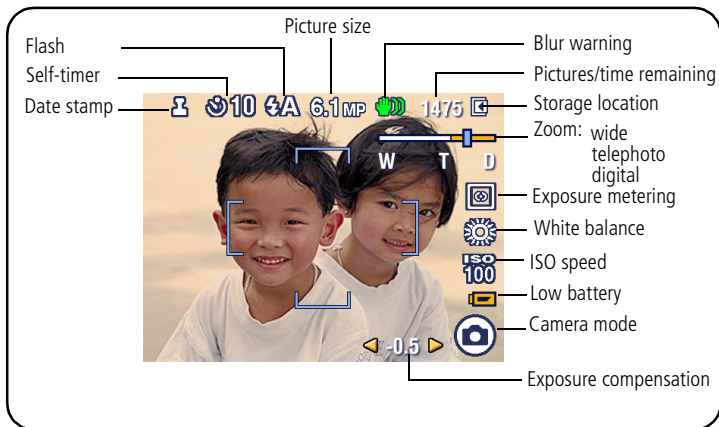 Picture size
Flash
Blur warning
Self-timer
Pictures/time remaining
Date stamp
Storage location
10 A 6.1MP 1475
Zoom: wide
telephoto
digital
W T D
Exposure metering
White balance
ISO
100
ISO speed
Low battery
Camera mode
-0.5
Exposure compensation